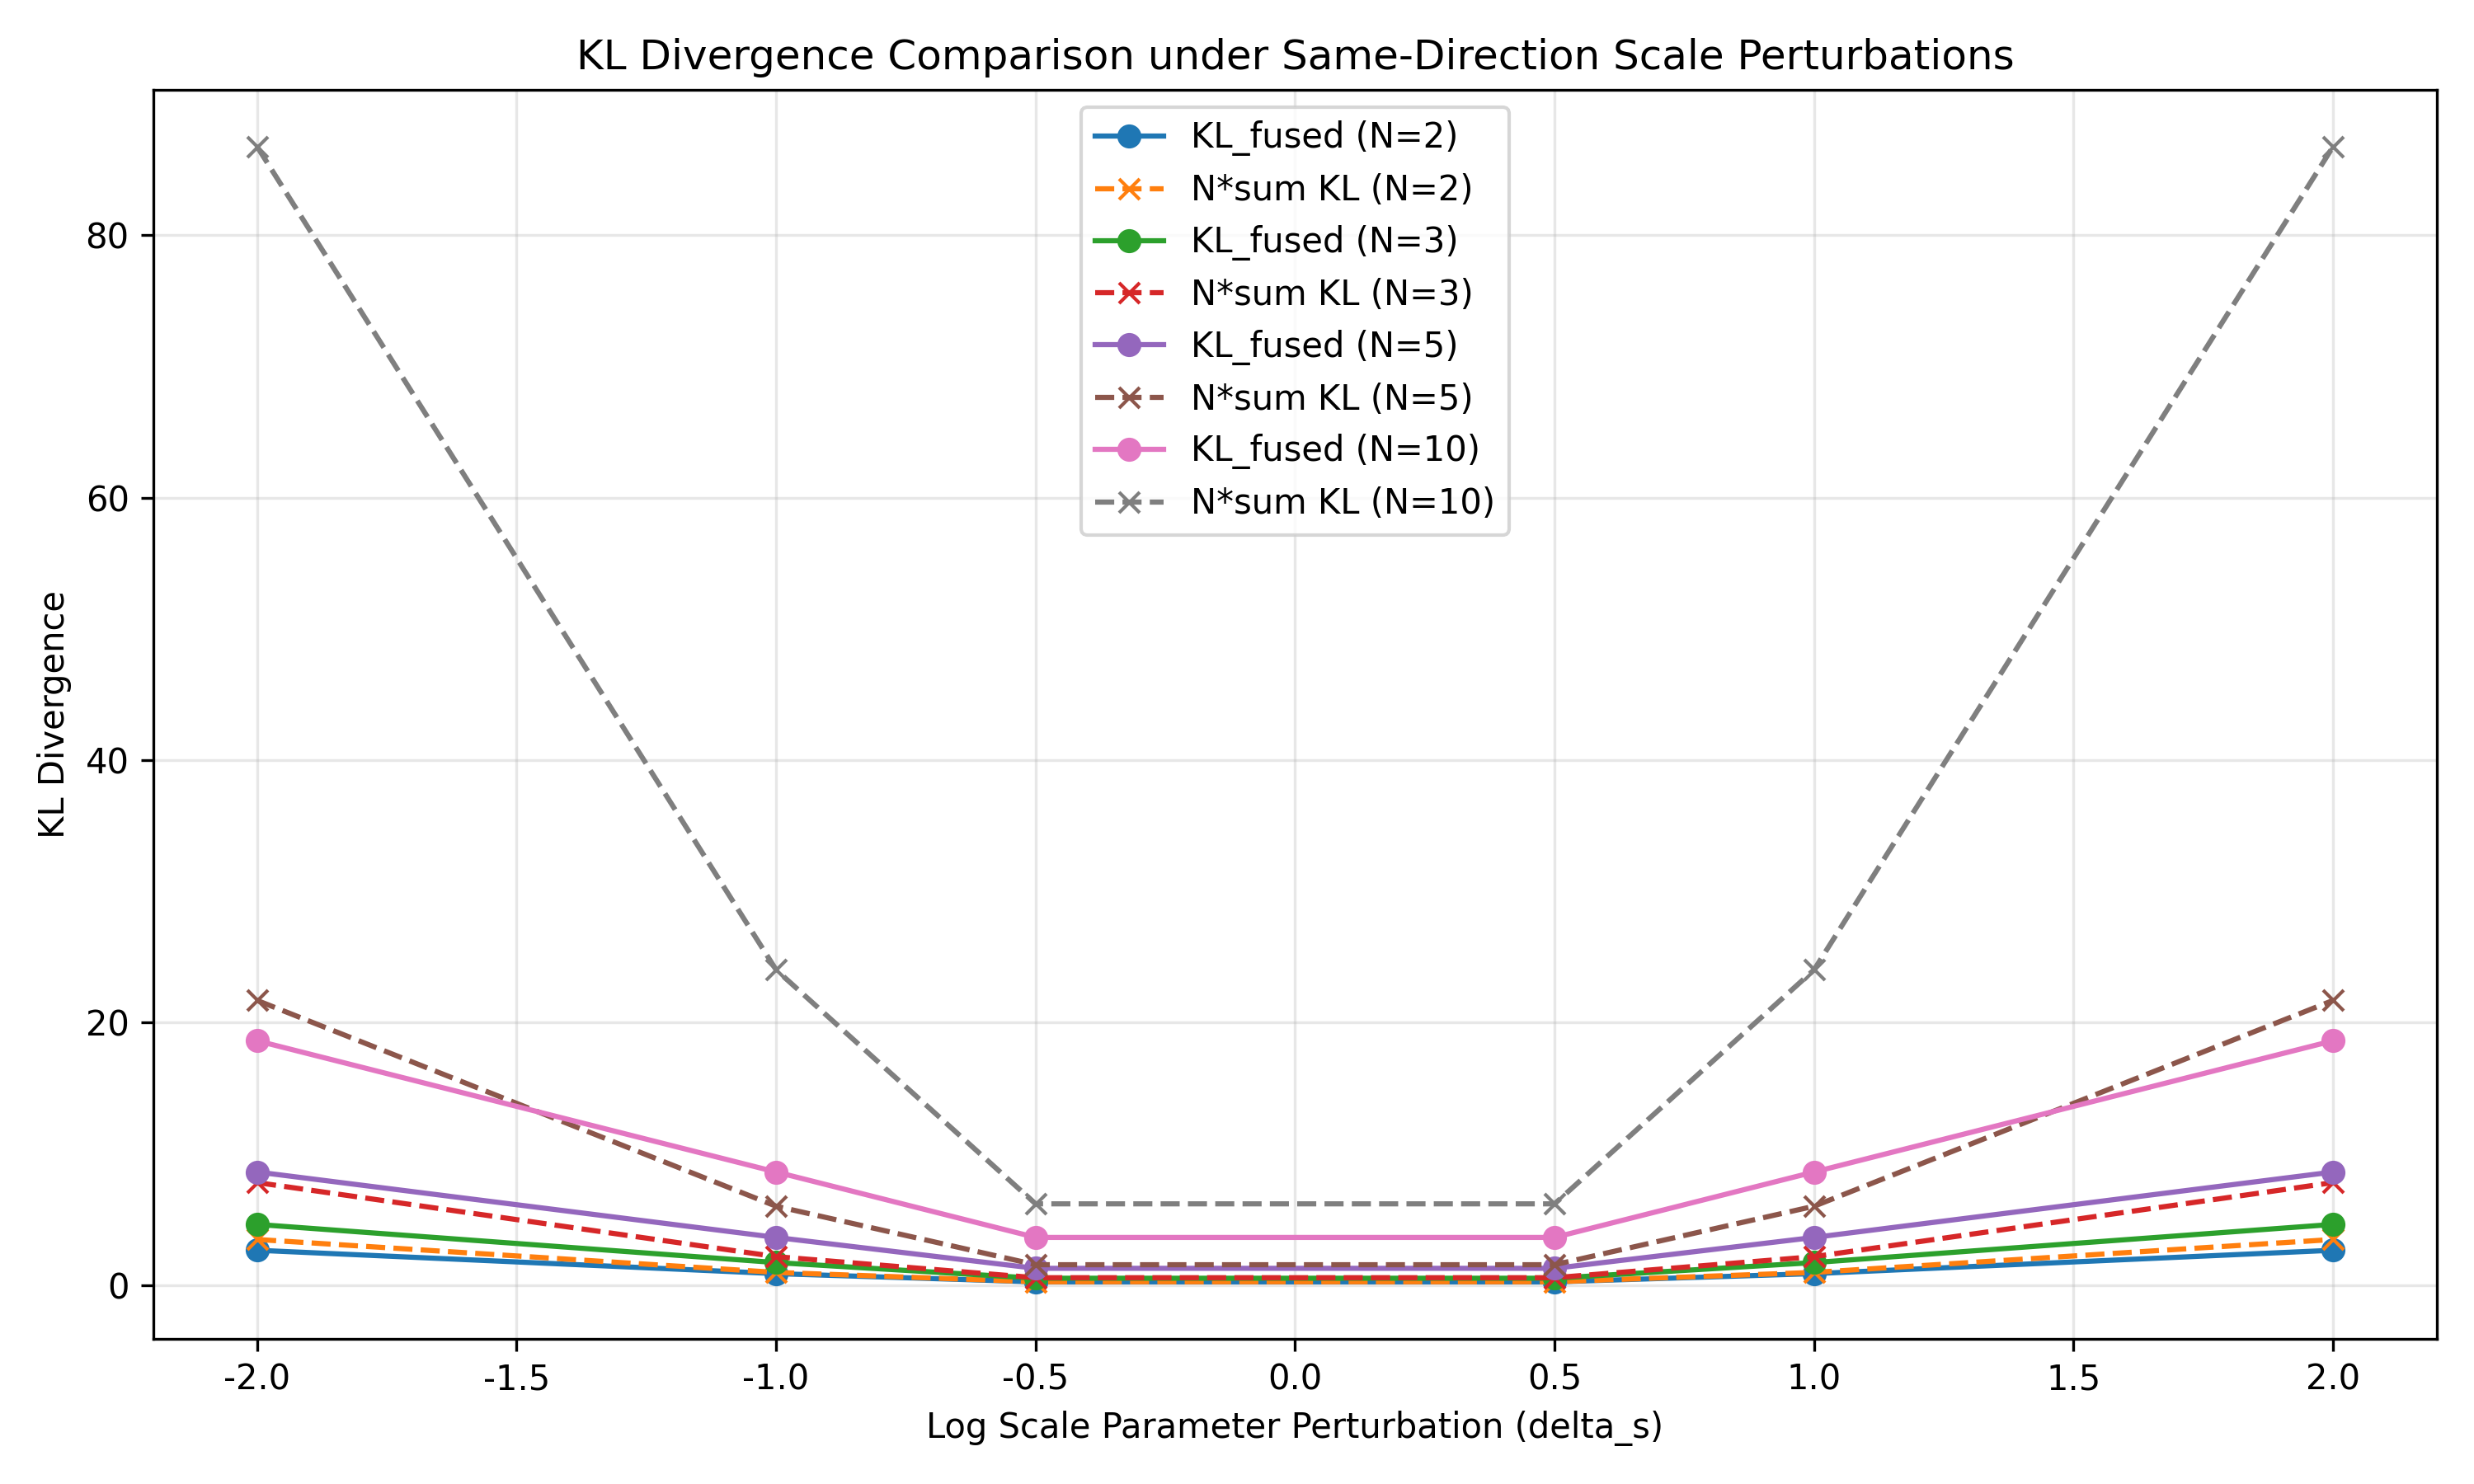 KL Divergence Comparison under Same-Direction Scale Perturbations
KL_fused (N=2)
N*sum KL (N=2)
KL_fused (N=3)
N*sum KL (N=3)
KL_fused (N=5)
N*sum KL (N=5)
KL_fused (N=10)
N*sum KL (N=10)
KL Divergence
80
60
40
20
0
-2.0 -1.5 -1.0 -0.5 0.0 0.5 1.0 1.5 2.0
Log Scale Parameter Perturbation (delta_s)